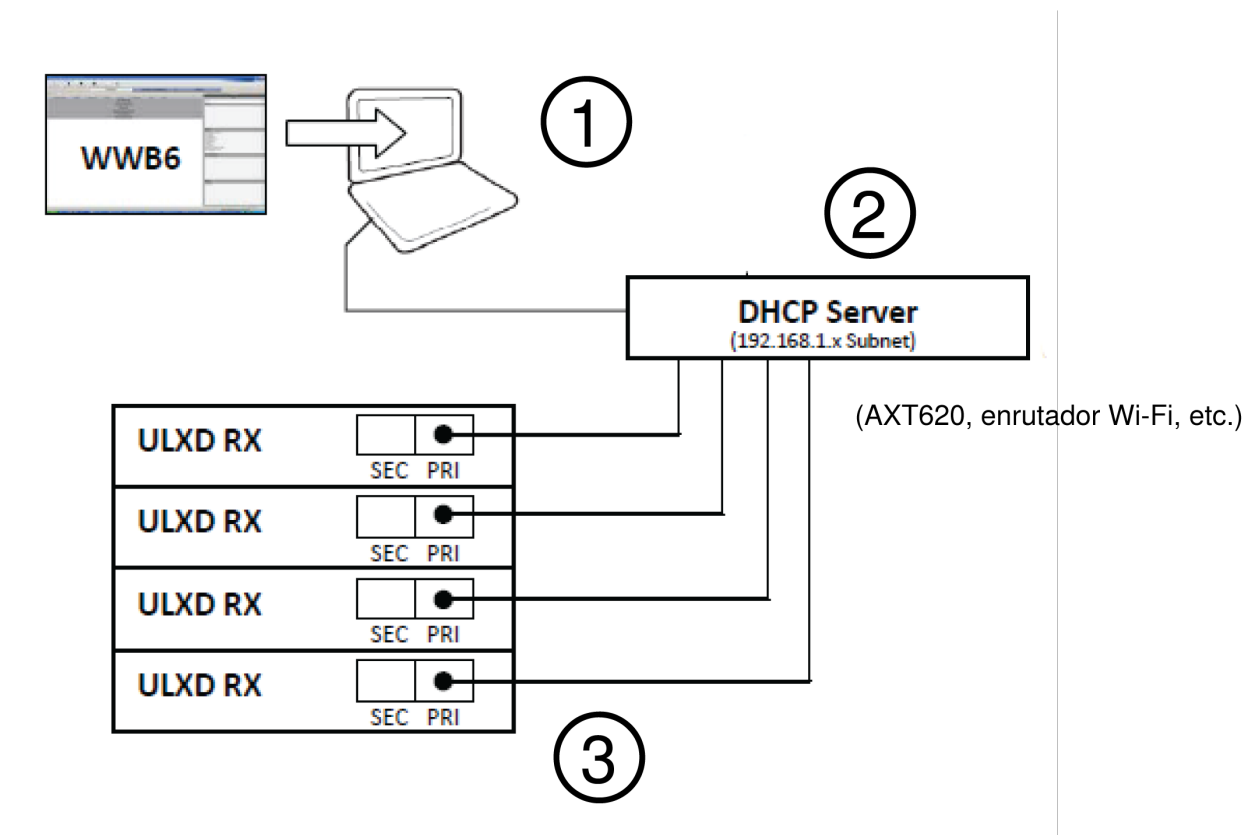 WWB6
1
2
DHCP Server
(192.168.1.x Subnet)
(AXT620, enrutador Wi-Fi, etc.)
ULXD RX
SEC PRI
ULXD RX
SEC PRI
ULXD RX
SEC PRI
ULXD RX
SEC PRI
3